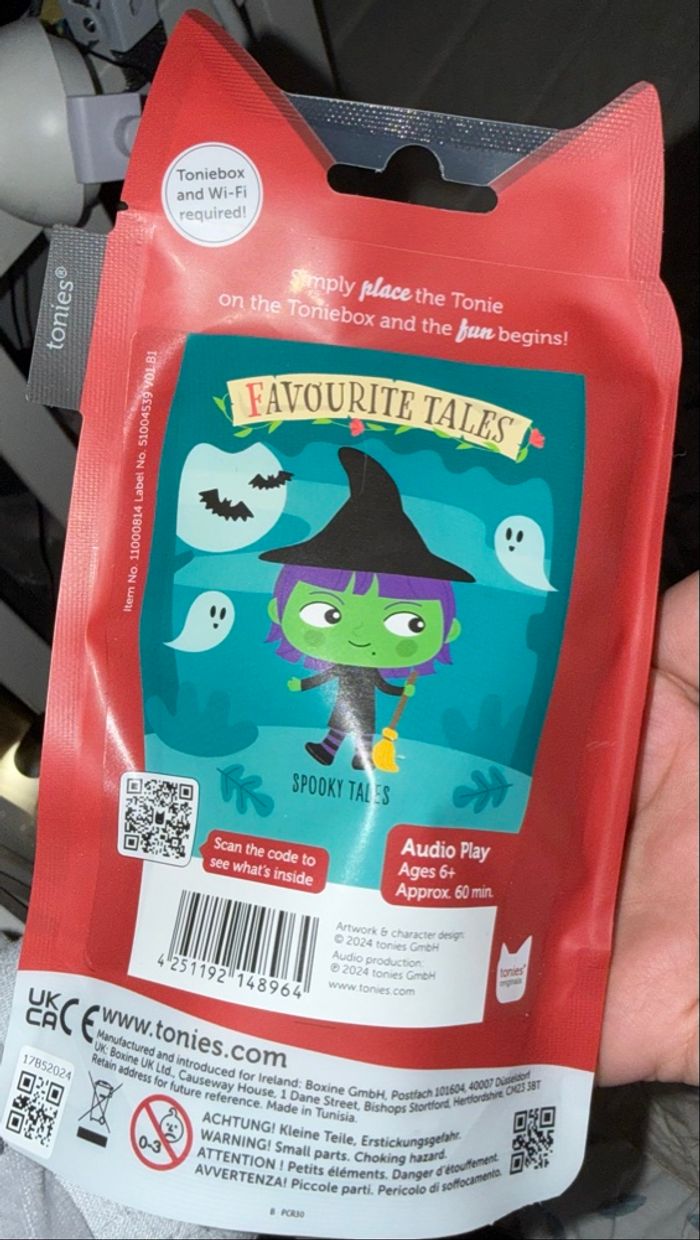 Toniebox
and Wi-Fi
required!
tonies®
Simply place the Tonie
on the Toniebox and the fun begins!
Item No. 11000814 Label No. 51004539 V01.B1
FAVOURITE TALES
SPOOKY TALES
Scan the code to
see what's inside
Audio Play
Ages 6+
Approx. 60 min.
4 251192 148964
Artwork & character design:
© 2024 tonies GmbH
Audio production:
℗ 2024 tonies GmbH
www.tonies.com
tonies®
originals
UK
CA CE
www.tonies.com
Manufactured and introduced for Ireland: Boxine GmbH, Postfach 101604, 40007 Düsseldorf
UK: Boxine UK Ltd., Causeway House, 1 Dane Street, Bishops Stortford, Hertfordshire, CM23 3BT
Retain address for future reference. Made in Tunisia.
17B52024
0-3
ACHTUNG! Kleine Teile, Erstickungsgefahr.
WARNING! Small parts. Choking hazard.
ATTENTION ! Petits éléments. Danger d'étouffement.
AVVERTENZA! Piccole parti. Pericolo di soffocamento.
B PCR30